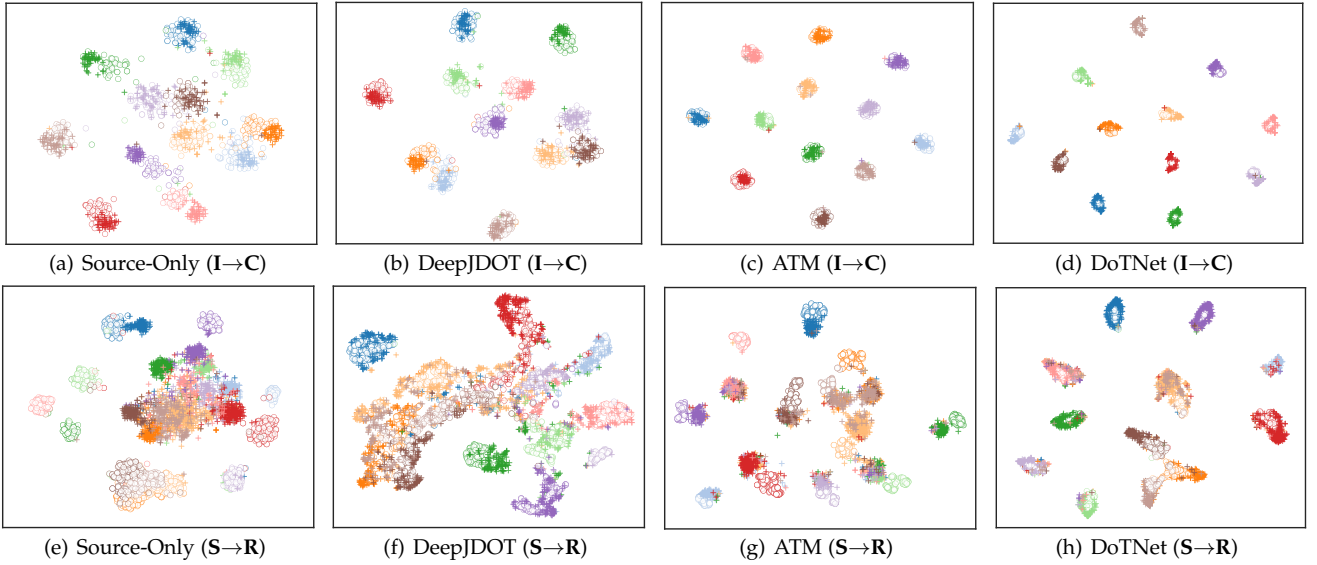 (a) Source-Only (I→C)
(b) DeepJDOT (I→C)
(c) ATM (I→C)
(d) DoTNet (I→C)
(e) Source-Only (S→R)
(f) DeepJDOT (S→R)
(g) ATM (S→R)
(h) DoTNet (S→R)